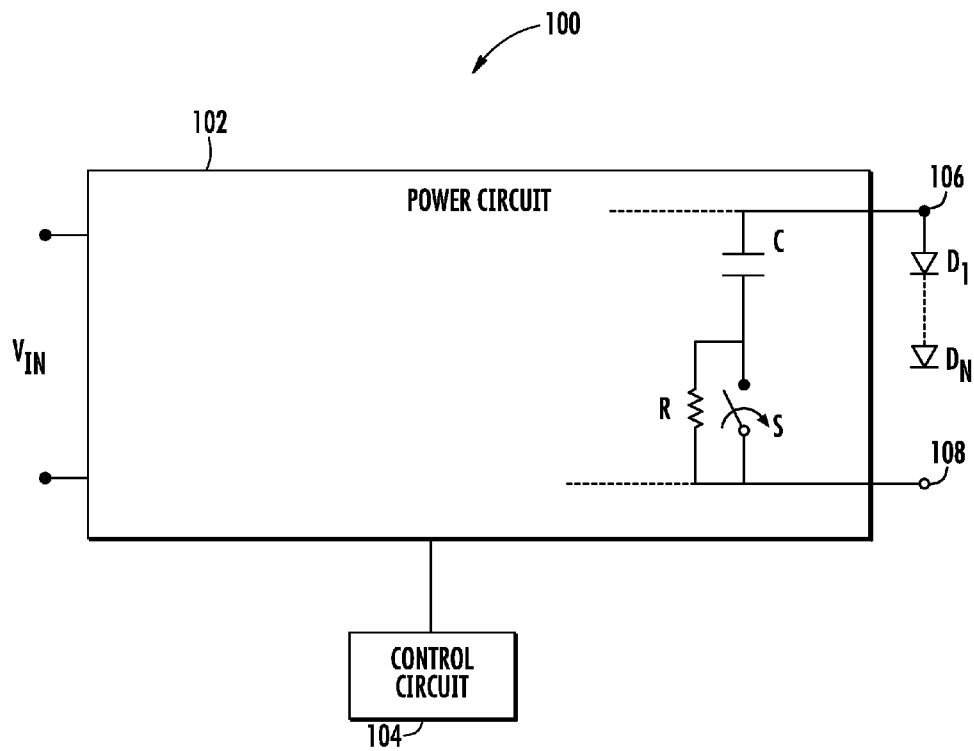 100
102
POWER CIRCUIT
106
C
D1
VIN
DN
R
S
108
CONTROL
CIRCUIT
104